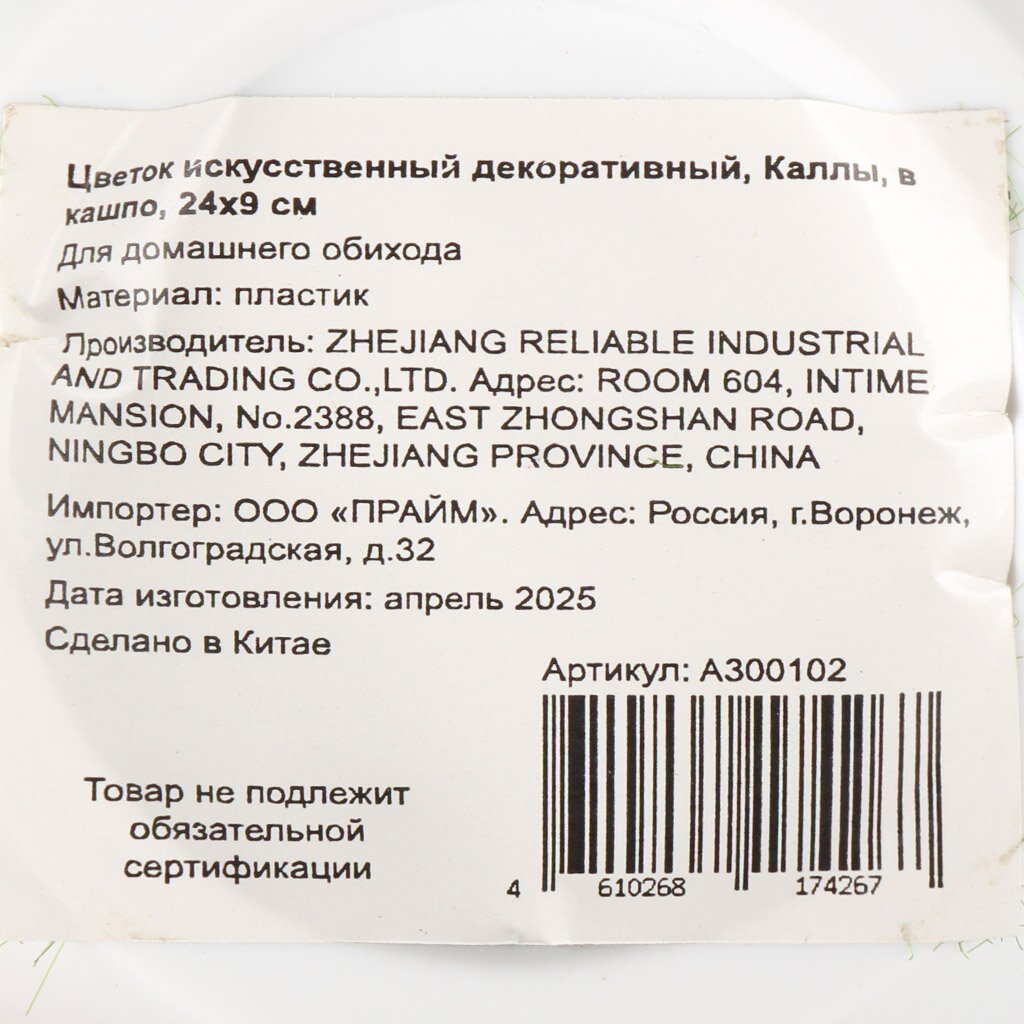 Цветок искусственный декоративный, Каллы, в
кашпо, 24х9 см
Для домашнего обихода
Материал: пластик
Производитель: ZHEJIANG RELIABLE INDUSTRIAL
AND TRADING CO.,LTD. Адрес: ROOM 604, INTIME
MANSION, No.2388, EAST ZHONGSHAN ROAD,
NINGBO CITY, ZHEJIANG PROVINCE, CHINA
Импортер: ООО «ПРАЙМ». Адрес: Россия, г.Воронеж,
ул.Волгоградская, д.32
Дата изготовления: апрель 2025
Сделано в Китае
Артикул: А300102
Товар не подлежит
обязательной
сертификации
4 610268 174267